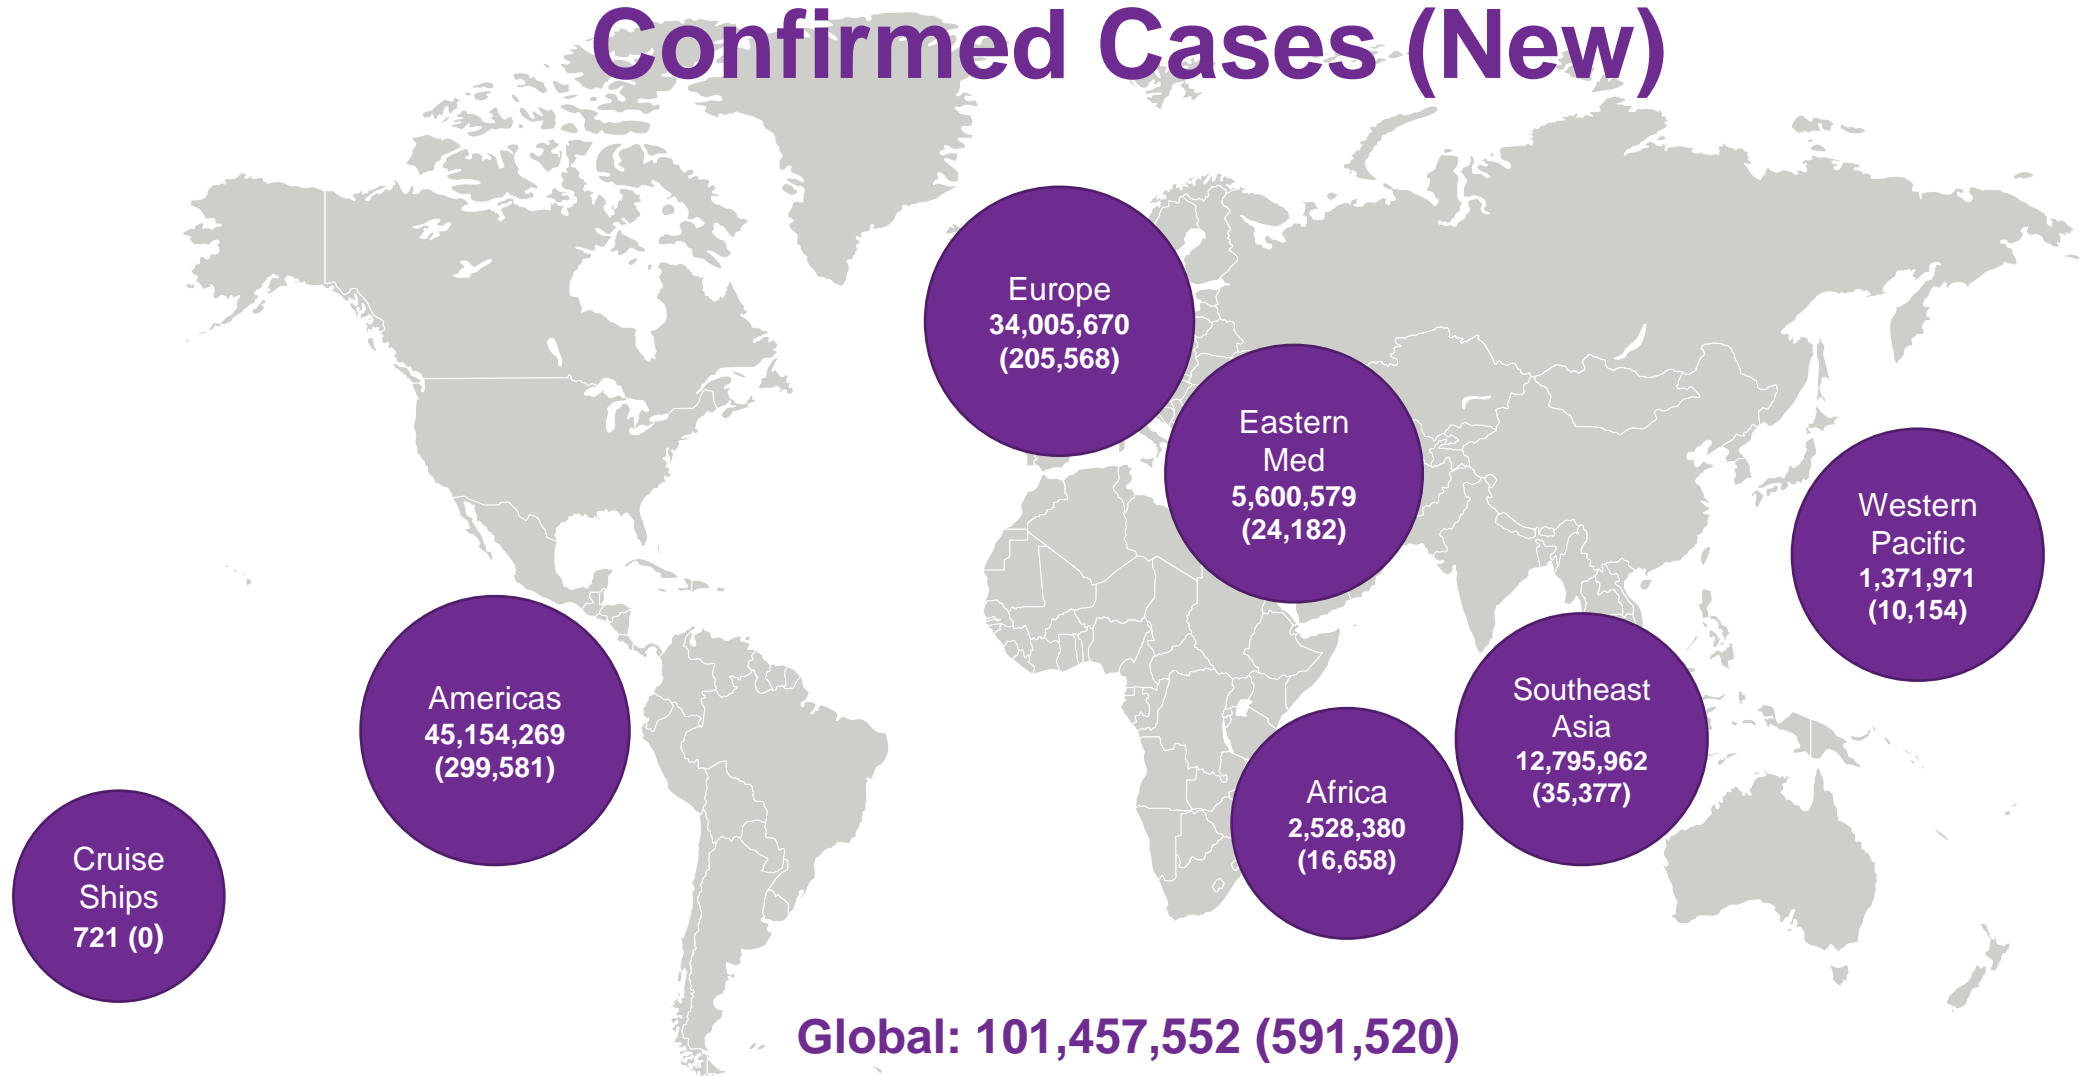 Confirmed Cases (New)
Europe
34,005,670
(205,568)
Eastern
Med
5,600,579
(24,182)
Western
Pacific
1,371,971
(10,154)
Americas
45,154,269
(299,581)
Southeast
Asia
12,795,962
(35,377)
Africa
2,528,380
(16,658)
Cruise
Ships
721 (0)
Global: 101,457,552 (591,520)